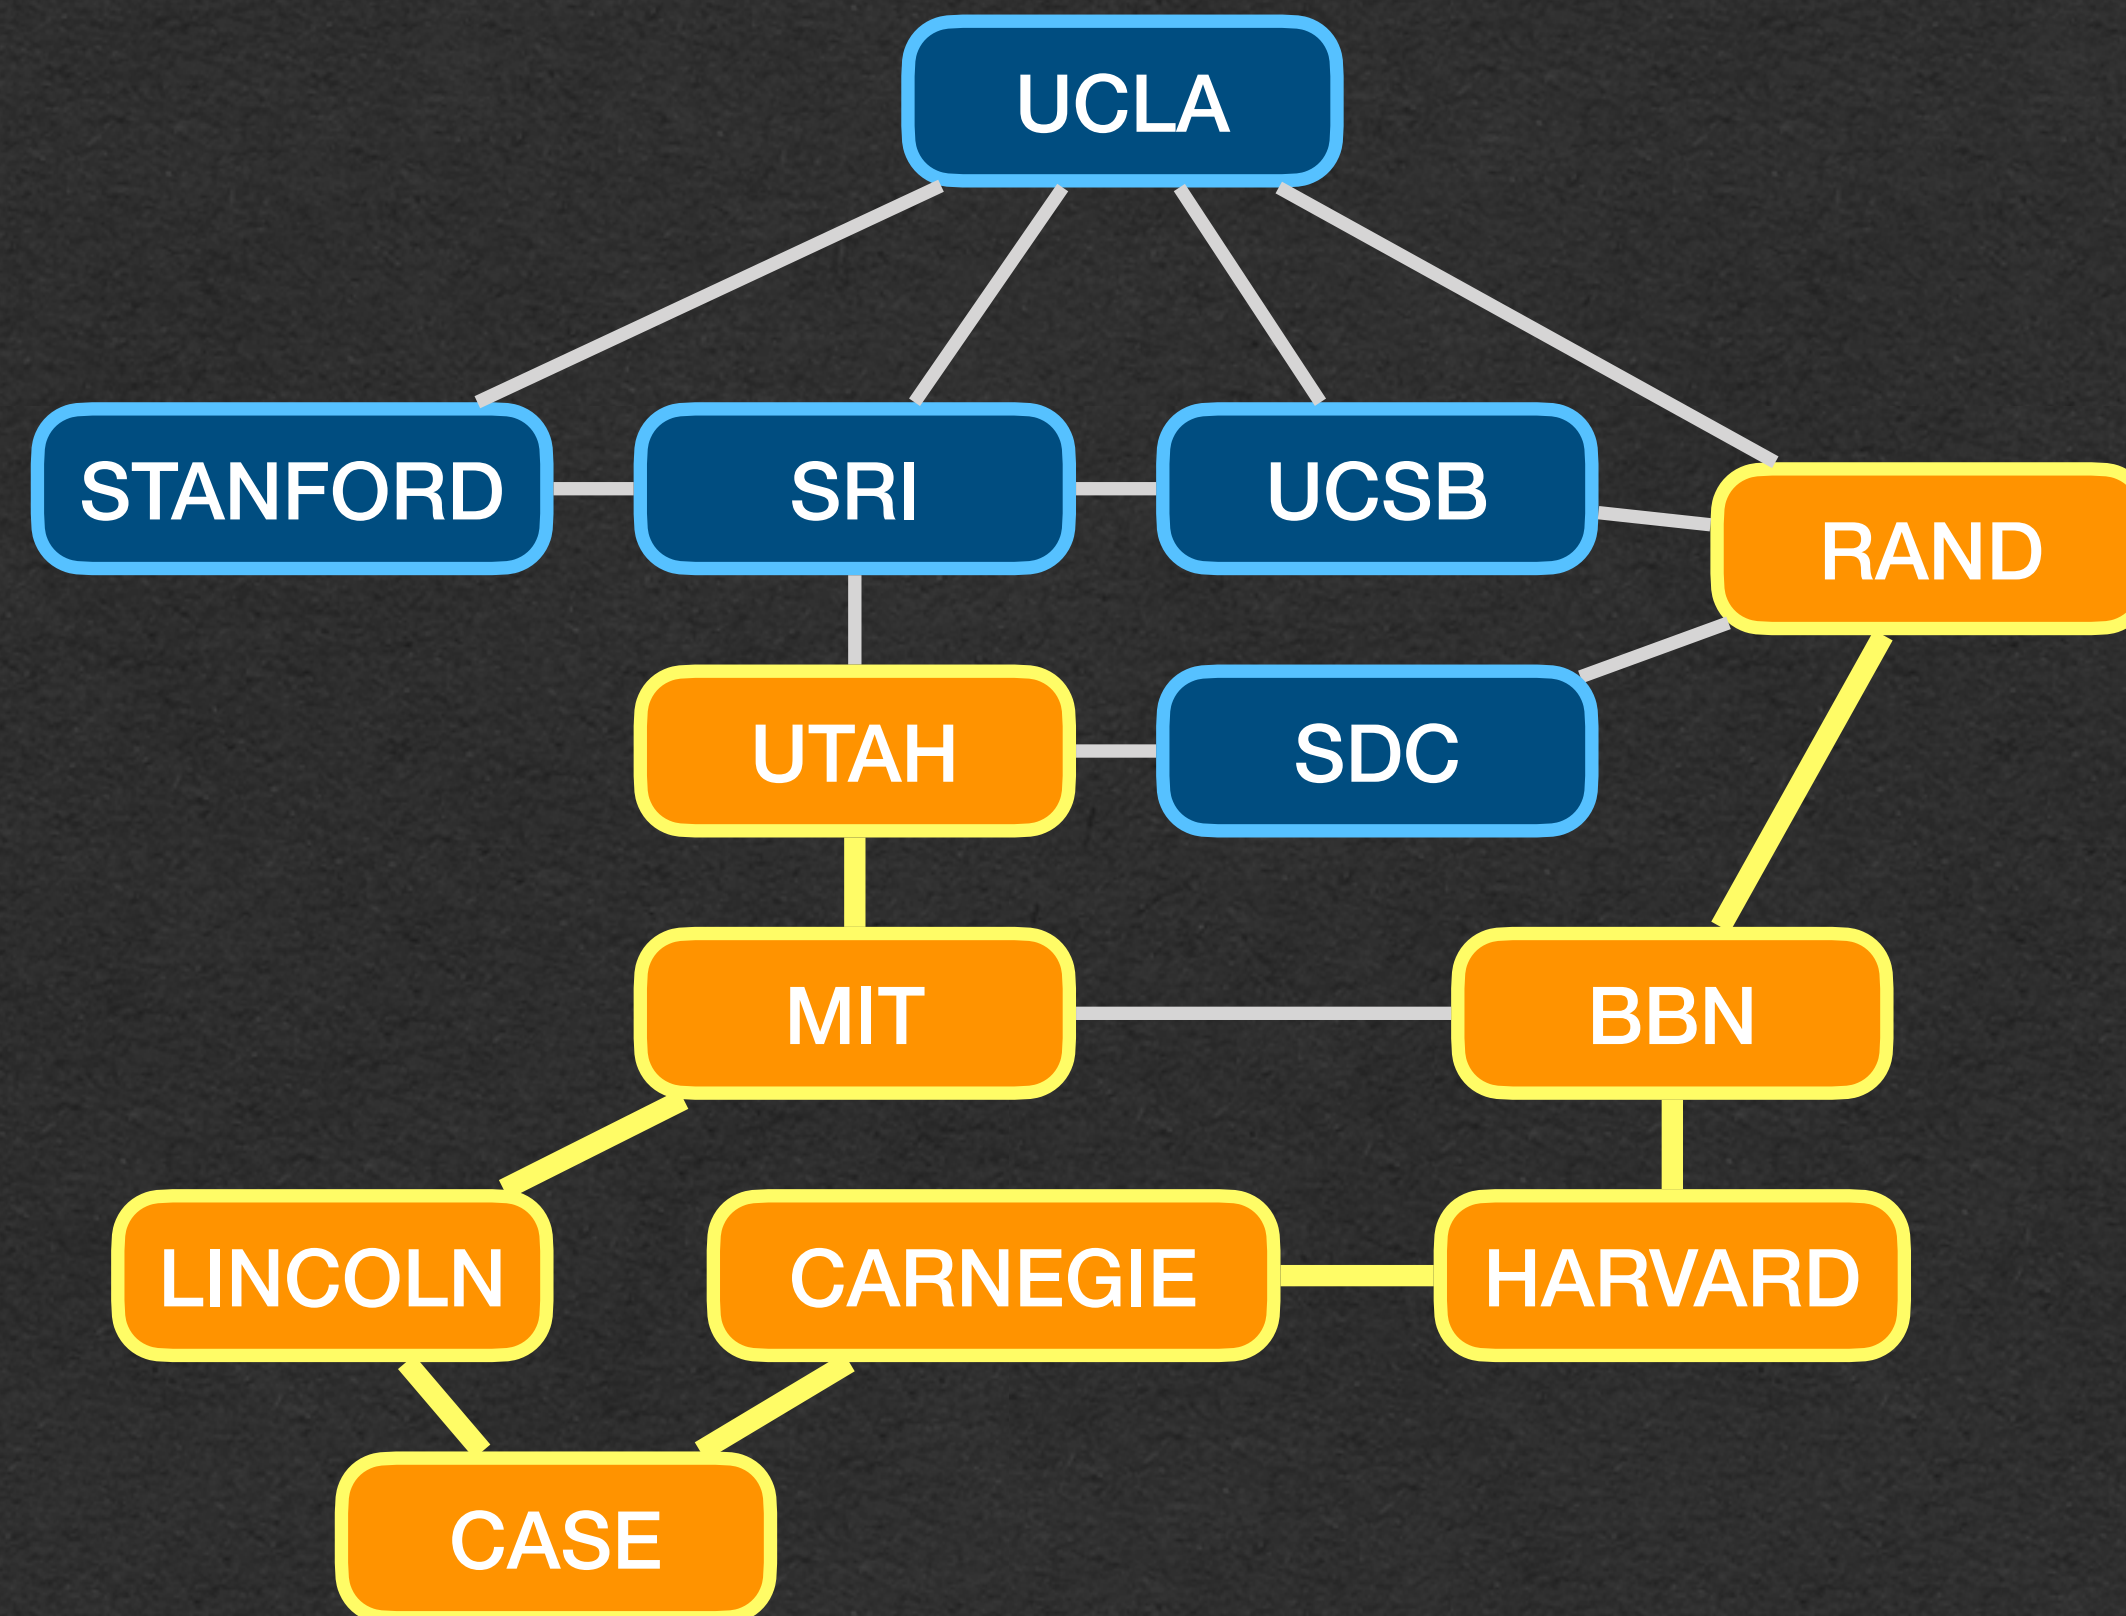 UCLA
STANFORD
SRI
UCSB
RAND
UTAH
SDC
MIT
BBN
LINCOLN
CARNEGIE
HARVARD
CASE